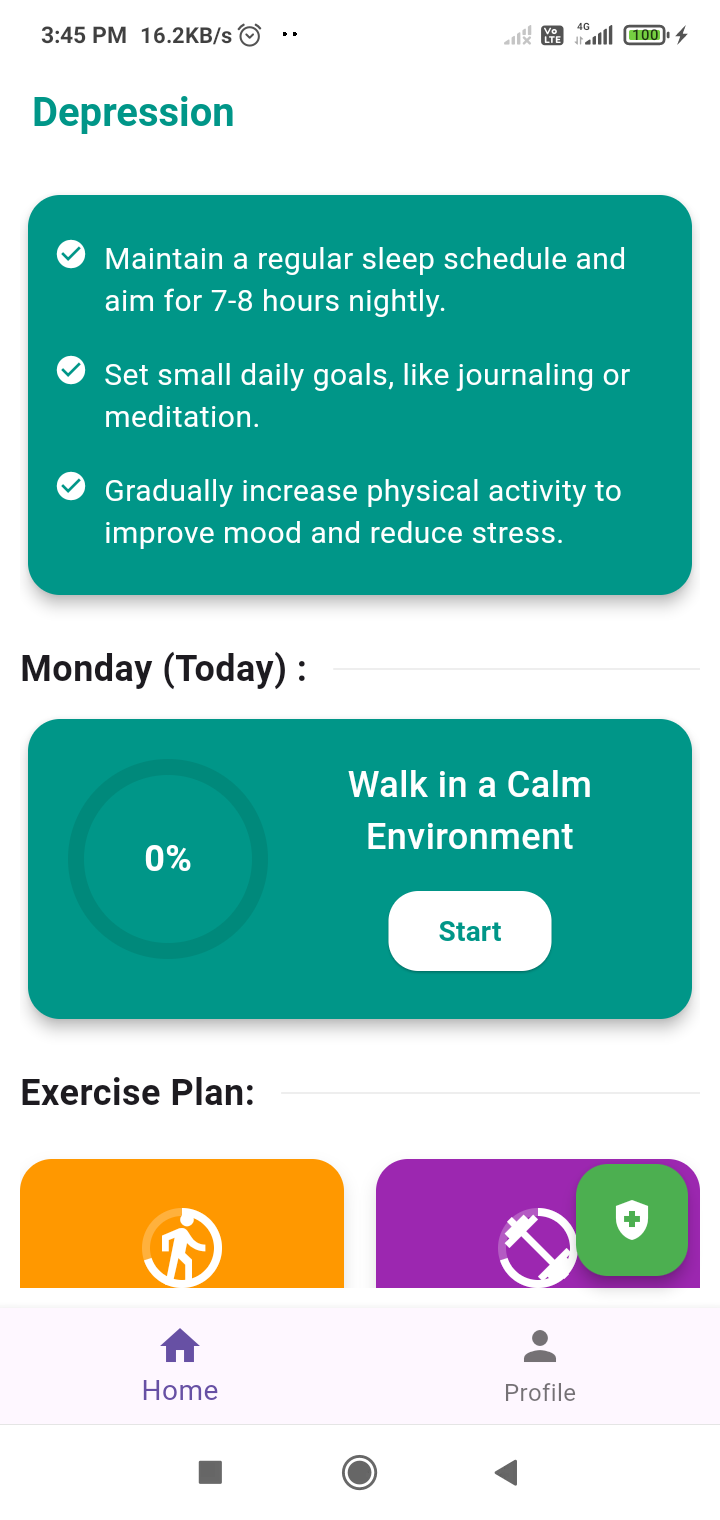 3:45 PM 16.2KB/s
Vo LTE 4G 100
Depression
Maintain a regular sleep schedule and
aim for 7-8 hours nightly.
Set small daily goals, like journaling or
meditation.
Gradually increase physical activity to
improve mood and reduce stress.
Monday (Today) :
0%
Walk in a Calm
Environment
Start
Exercise Plan:
Home
Profile